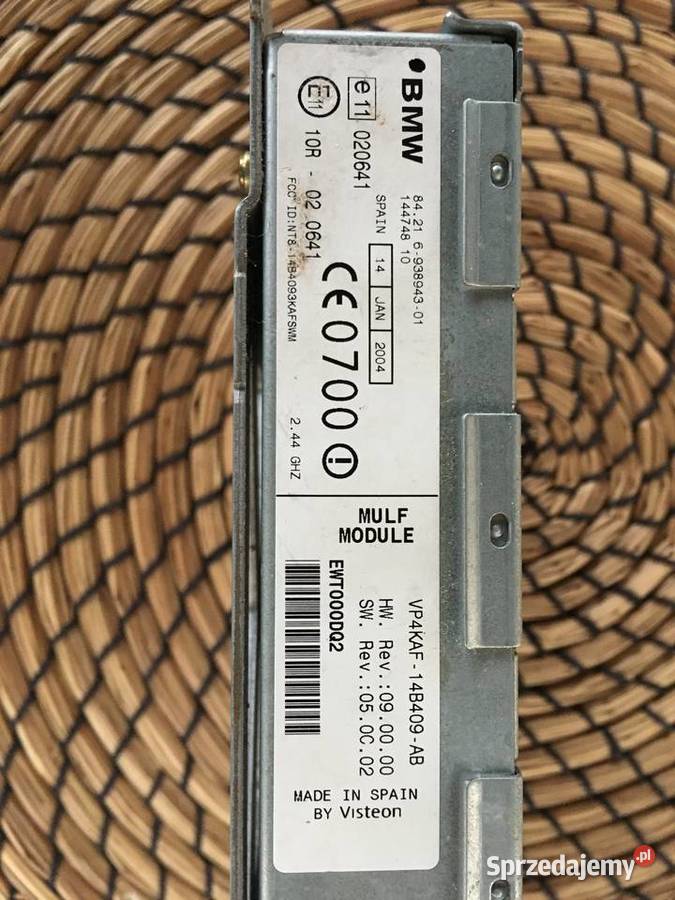 BMW
84.21 6-938943-01
144748 10
e 11 020641
SPAIN 14 JAN 2004
E11 10R - 02 0641
CE0700
FCC ID:NT8-14B4093KAFSWM
2.44 GHZ
MULF
MODULE
VP4KAF-14B409-AB
HW. Rev.:09.00.00
SW. Rev.:05.0C.02
EWT000DQ2
MADE IN SPAIN
BY Visteon
Sprzedajemy.pl